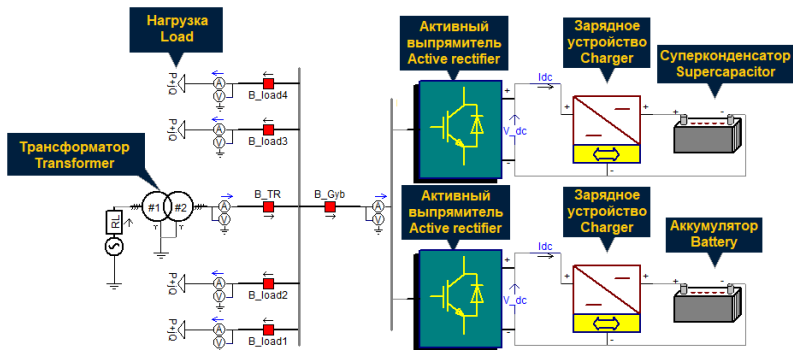 Нагрузка
Load
Активный
выпрямитель
Active rectifier
Зарядное
устройство
Charger
Суперконденсатор
Supercapacitor
Idc
P+jQ
A
V
B_load4
+
V_dc
-
+
+
-
+
-
-
P+jQ
A
V
B_load3
Трансформатор
Transformer
B_TR
B_Gyb
RL
#1
#2
A
V
A
V
Активный
выпрямитель
Active rectifier
Зарядное
устройство
Charger
Аккумулятор
Battery
Idc
P+jQ
A
V
B_load2
+
V_dc
-
+
+
-
+
-
-
P+jQ
A
V
B_load1